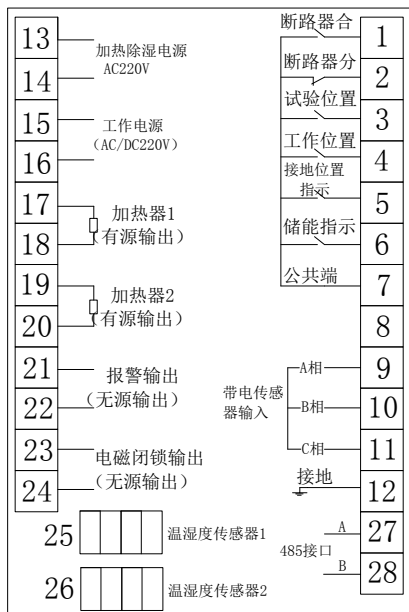 13
加热除湿电源
AC220V
14
15
工作电源
(AC/DC220V)
16
17
加热器1
(有源输出)
18
19
加热器2
(有源输出)
20
21
报警输出
(无源输出)
22
23
电磁闭锁输出
(无源输出)
24
25
温湿度传感器1
26
温湿度传感器2
断路器合
1
断路器分
2
试验位置
3
工作位置
4
接地位置
指示
5
储能指示
6
公共端
7
8
A相
9
带电传感
器输入
B相
10
C相
11
接地
12
A
27
485接口
B
28